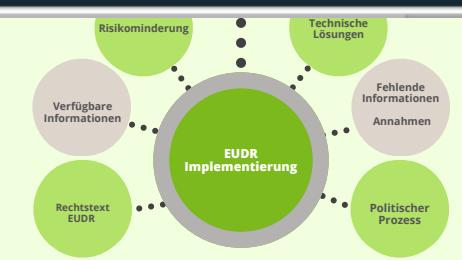 Risikominderung
Technische
Lösungen
Verfügbare
Informationen
Fehlende
Informationen
Annahmen
EUDR
Implementierung
Rechtstext
EUDR
Politischer
Prozess